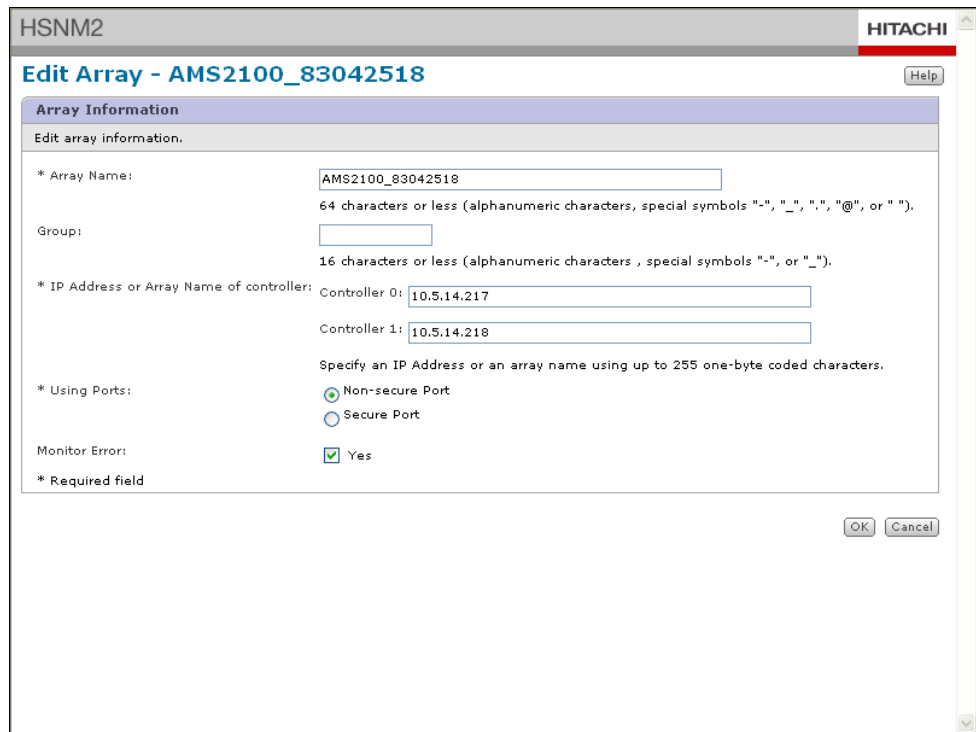 HSNM2
HITACHI
Edit Array - AMS2100_83042518
Help
Array Information
Edit array information.
* Array Name:
AMS2100_83042518
64 characters or less (alphanumeric characters, special symbols "-", "_", ".", "@", or " ").
Group:
16 characters or less (alphanumeric characters , special symbols "-", or "_").
* IP Address or Array Name of controller:
Controller 0: 10.5.14.217
Controller 1: 10.5.14.218
Specify an IP Address or an array name using up to 255 one-byte coded characters.
* Using Ports:
Non-secure Port
Secure Port
Monitor Error:
Yes
* Required field
OK Cancel